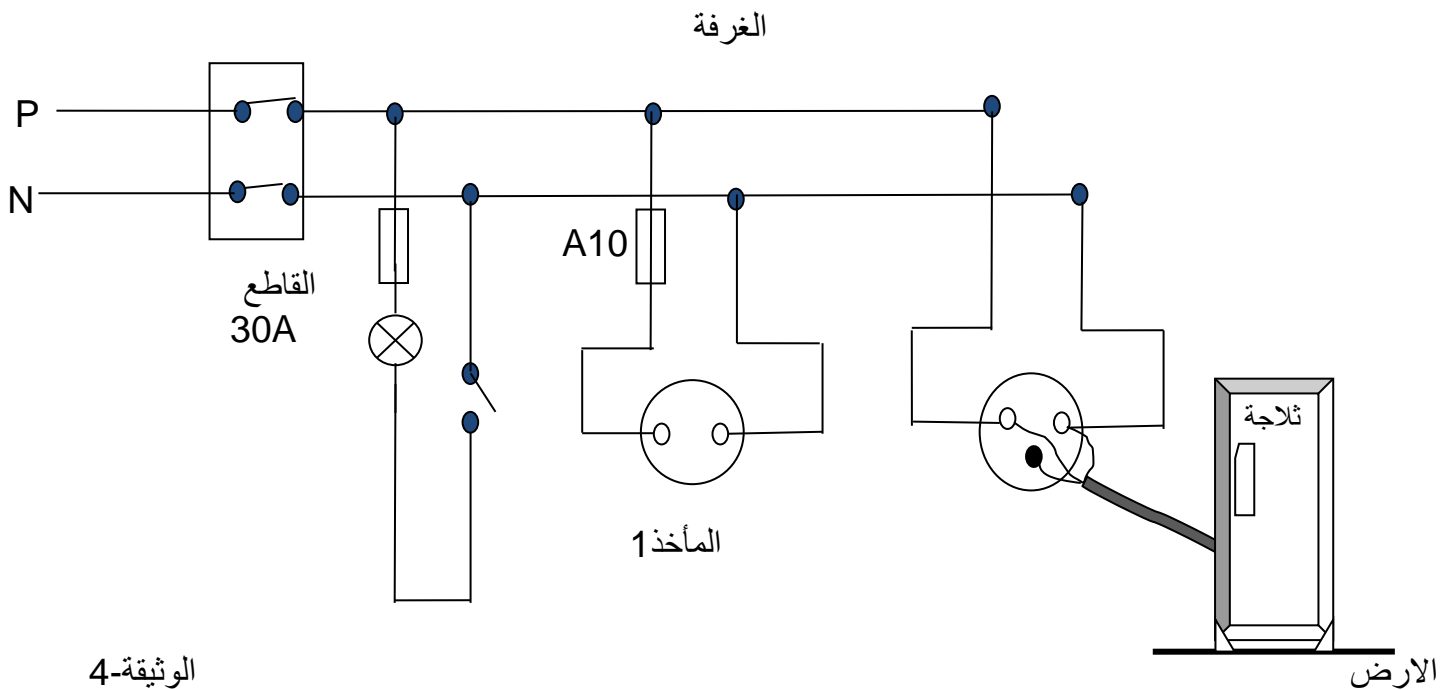 الغرفة
P
N
A10
القاطع
30A
ثلاجة
المأخذ1
الارض
الوثيقة-4